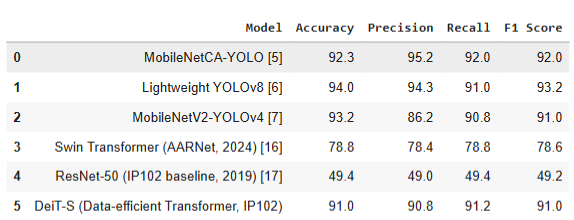 Model Accuracy Precision Recall F1 Score
0 MobileNetCA-YOLO [5] 92.3 95.2 92.0 92.0
1 Lightweight YOLOv8 [6] 94.0 94.3 91.0 93.2
2 MobileNetV2-YOLOv4 [7] 93.2 86.2 90.8 91.0
3 Swin Transformer (AARNet, 2024) [16] 78.8 78.4 78.8 78.6
4 ResNet-50 (IP102 baseline, 2019) [17] 49.4 49.0 49.4 49.2
5 DeiT-S (Data-efficient Transformer, IP102) 91.0 90.8 91.2 91.0